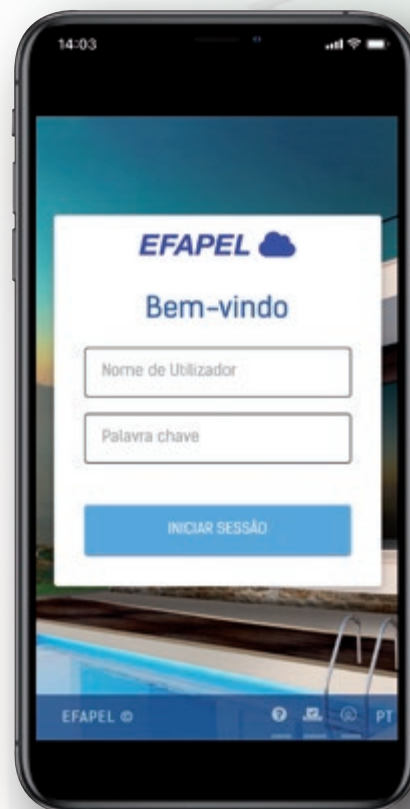 14:03
EFAPEL
Bem-vindo
Nome de Utilizador
Palavra chave
INICIAR SESSÃO
EFAPEL © ? PT